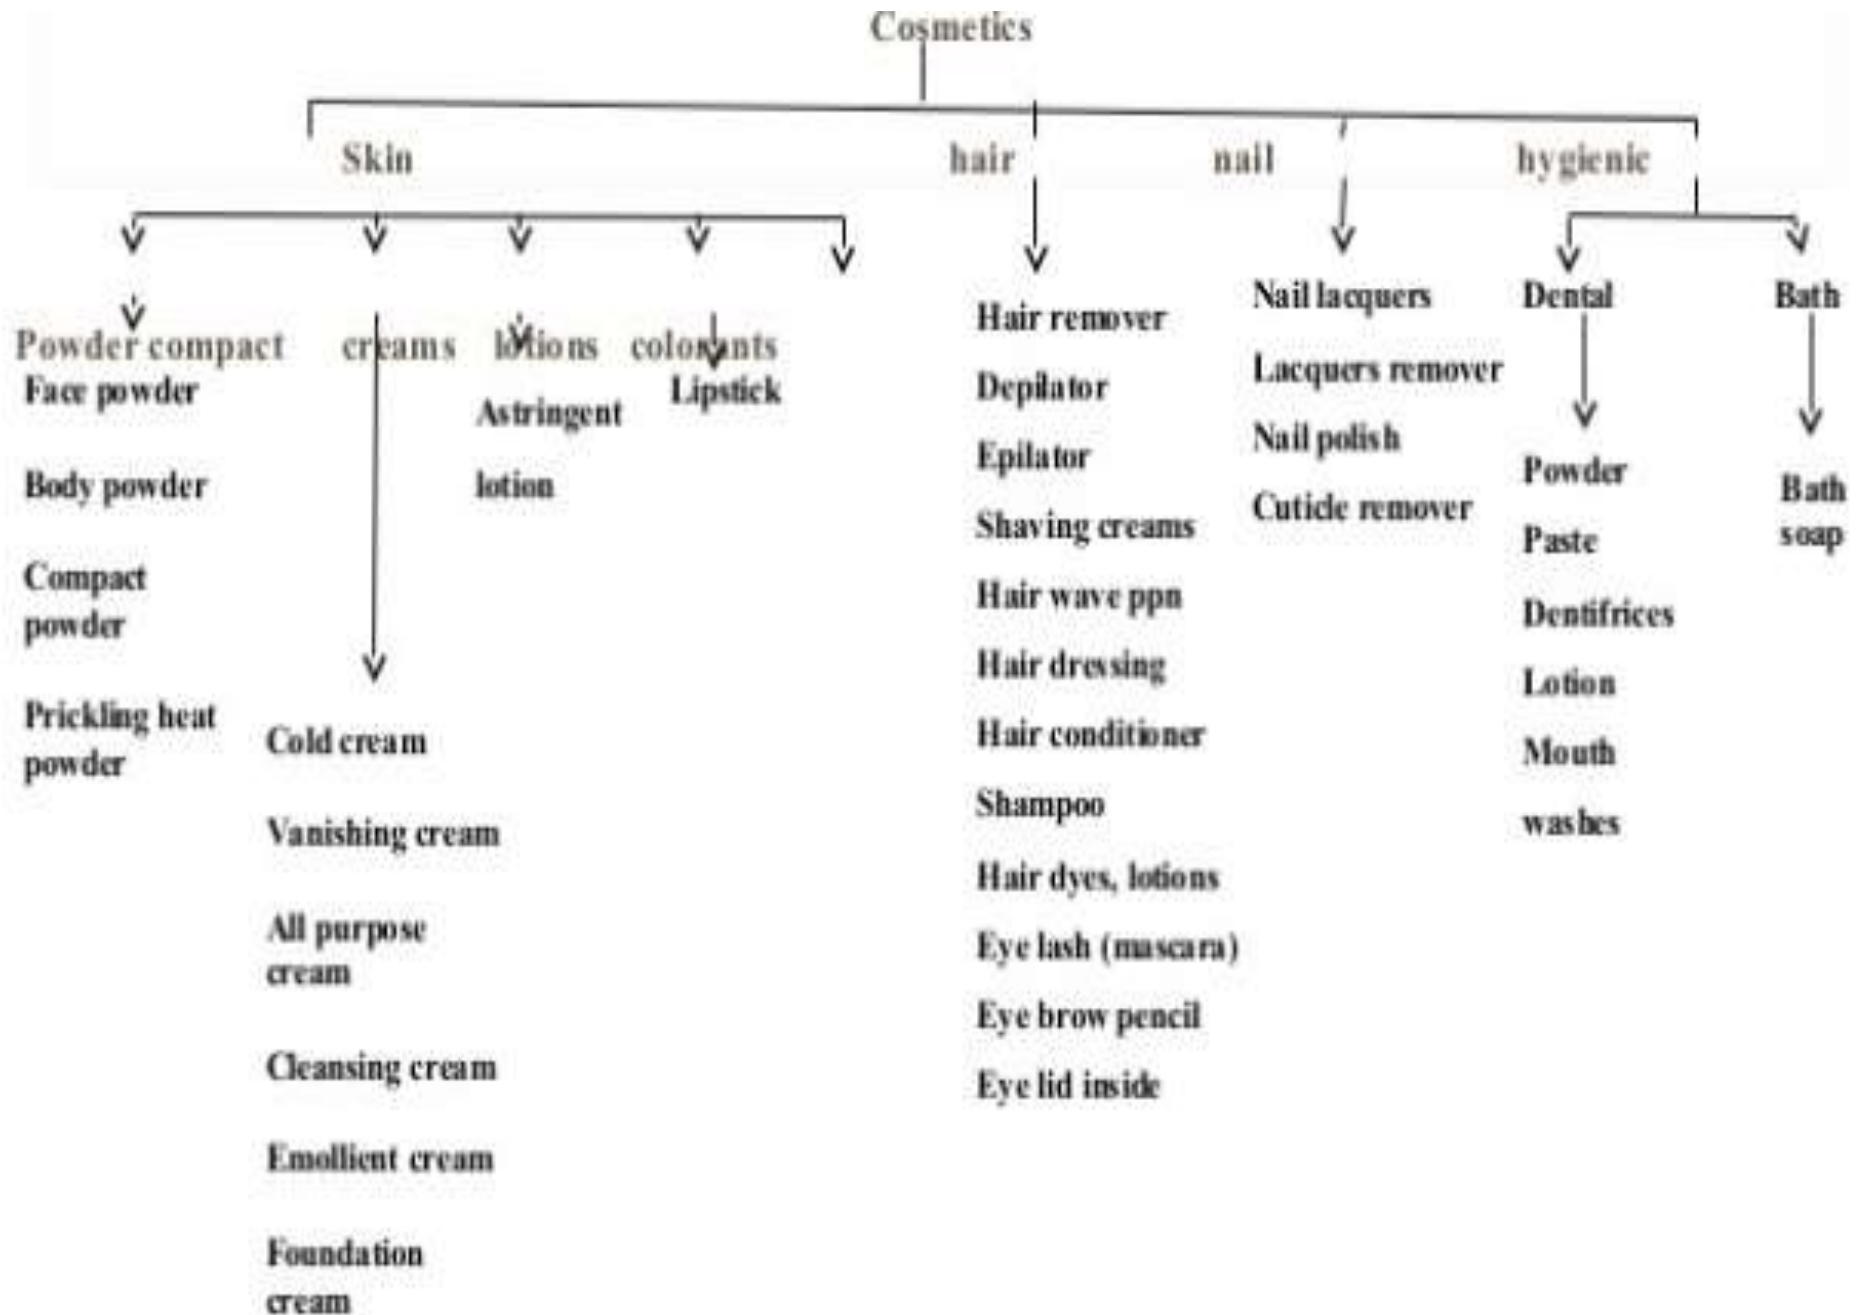 Cosmetics
Skin
hair
nail
hygienic
Powder compact
Face powder
Body powder
Compact
powder
Prickling heat
powder
creams
Cold cream
Vanishing cream
All purpose
cream
Cleansing cream
Emollient cream
Foundation
cream
lotions
Astringent
lotion
colorants
Lipstick
Hair remover
Depilator
Epilator
Shaving creams
Hair wave ppn
Hair dressing
Hair conditioner
Shampoo
Hair dyes, lotions
Eye lash (mascara)
Eye brow pencil
Eye lid inside
Nail lacquers
Lacquers remover
Nail polish
Cuticle remover
Dental
Powder
Paste
Dentifrices
Lotion
Mouth
washes
Bath
Bath
soap